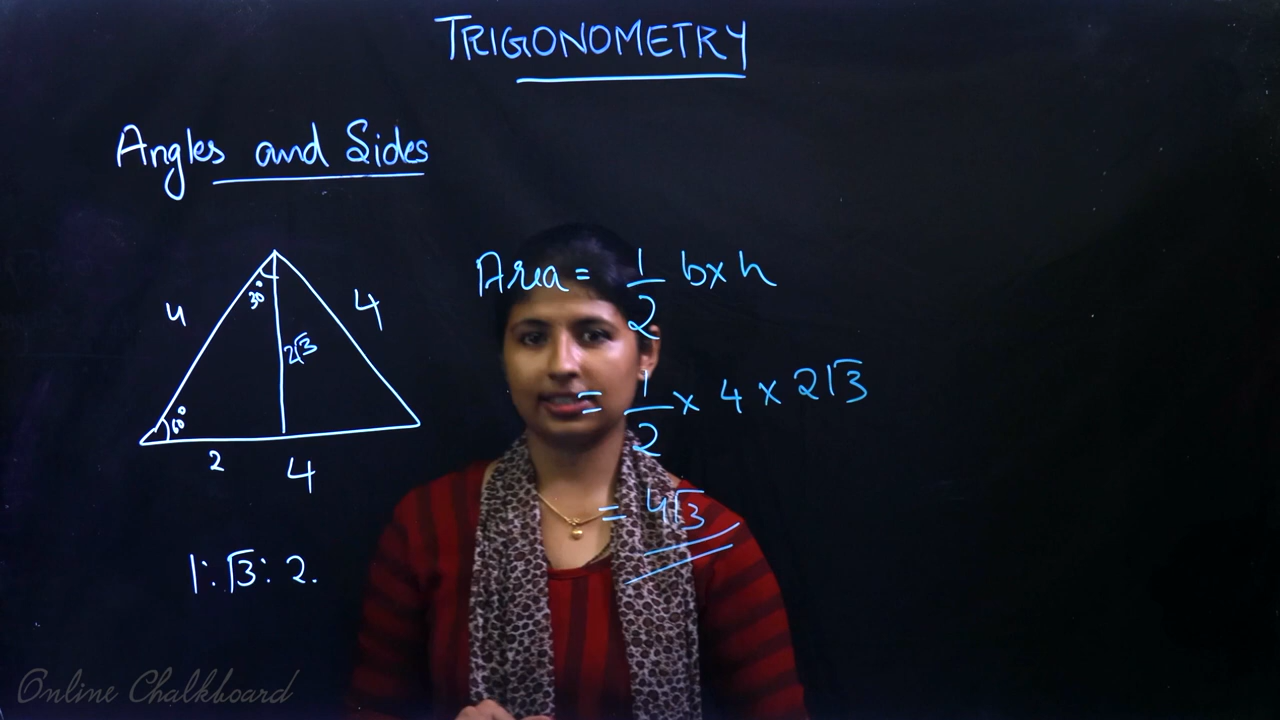 TRIGONOMETRY
Angles and Sides
Area = 1/2 b x h
4
30°
4
2√3
= 1/2 x 4 x 2√3
60°
2
4
= 4√3
1:√3: 2.
Online Chalkboard